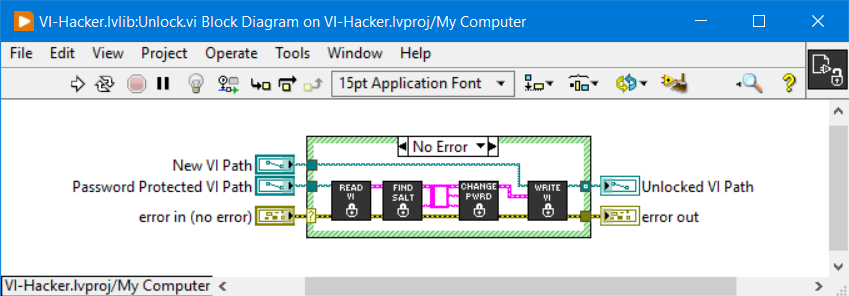 VI-Hacker.lvlib:Unlock.vi Block Diagram on VI-Hacker.lvproj/My Computer
File Edit View Project Operate Tools Window Help
15pt Application Font
No Error
New VI Path
Password Protected VI Path
Unlocked VI Path
READ VI
FIND SALT
CHANGE PWRD
WRITE VI
error in (no error)
?
error out
VI-Hacker.lvproj/My Computer